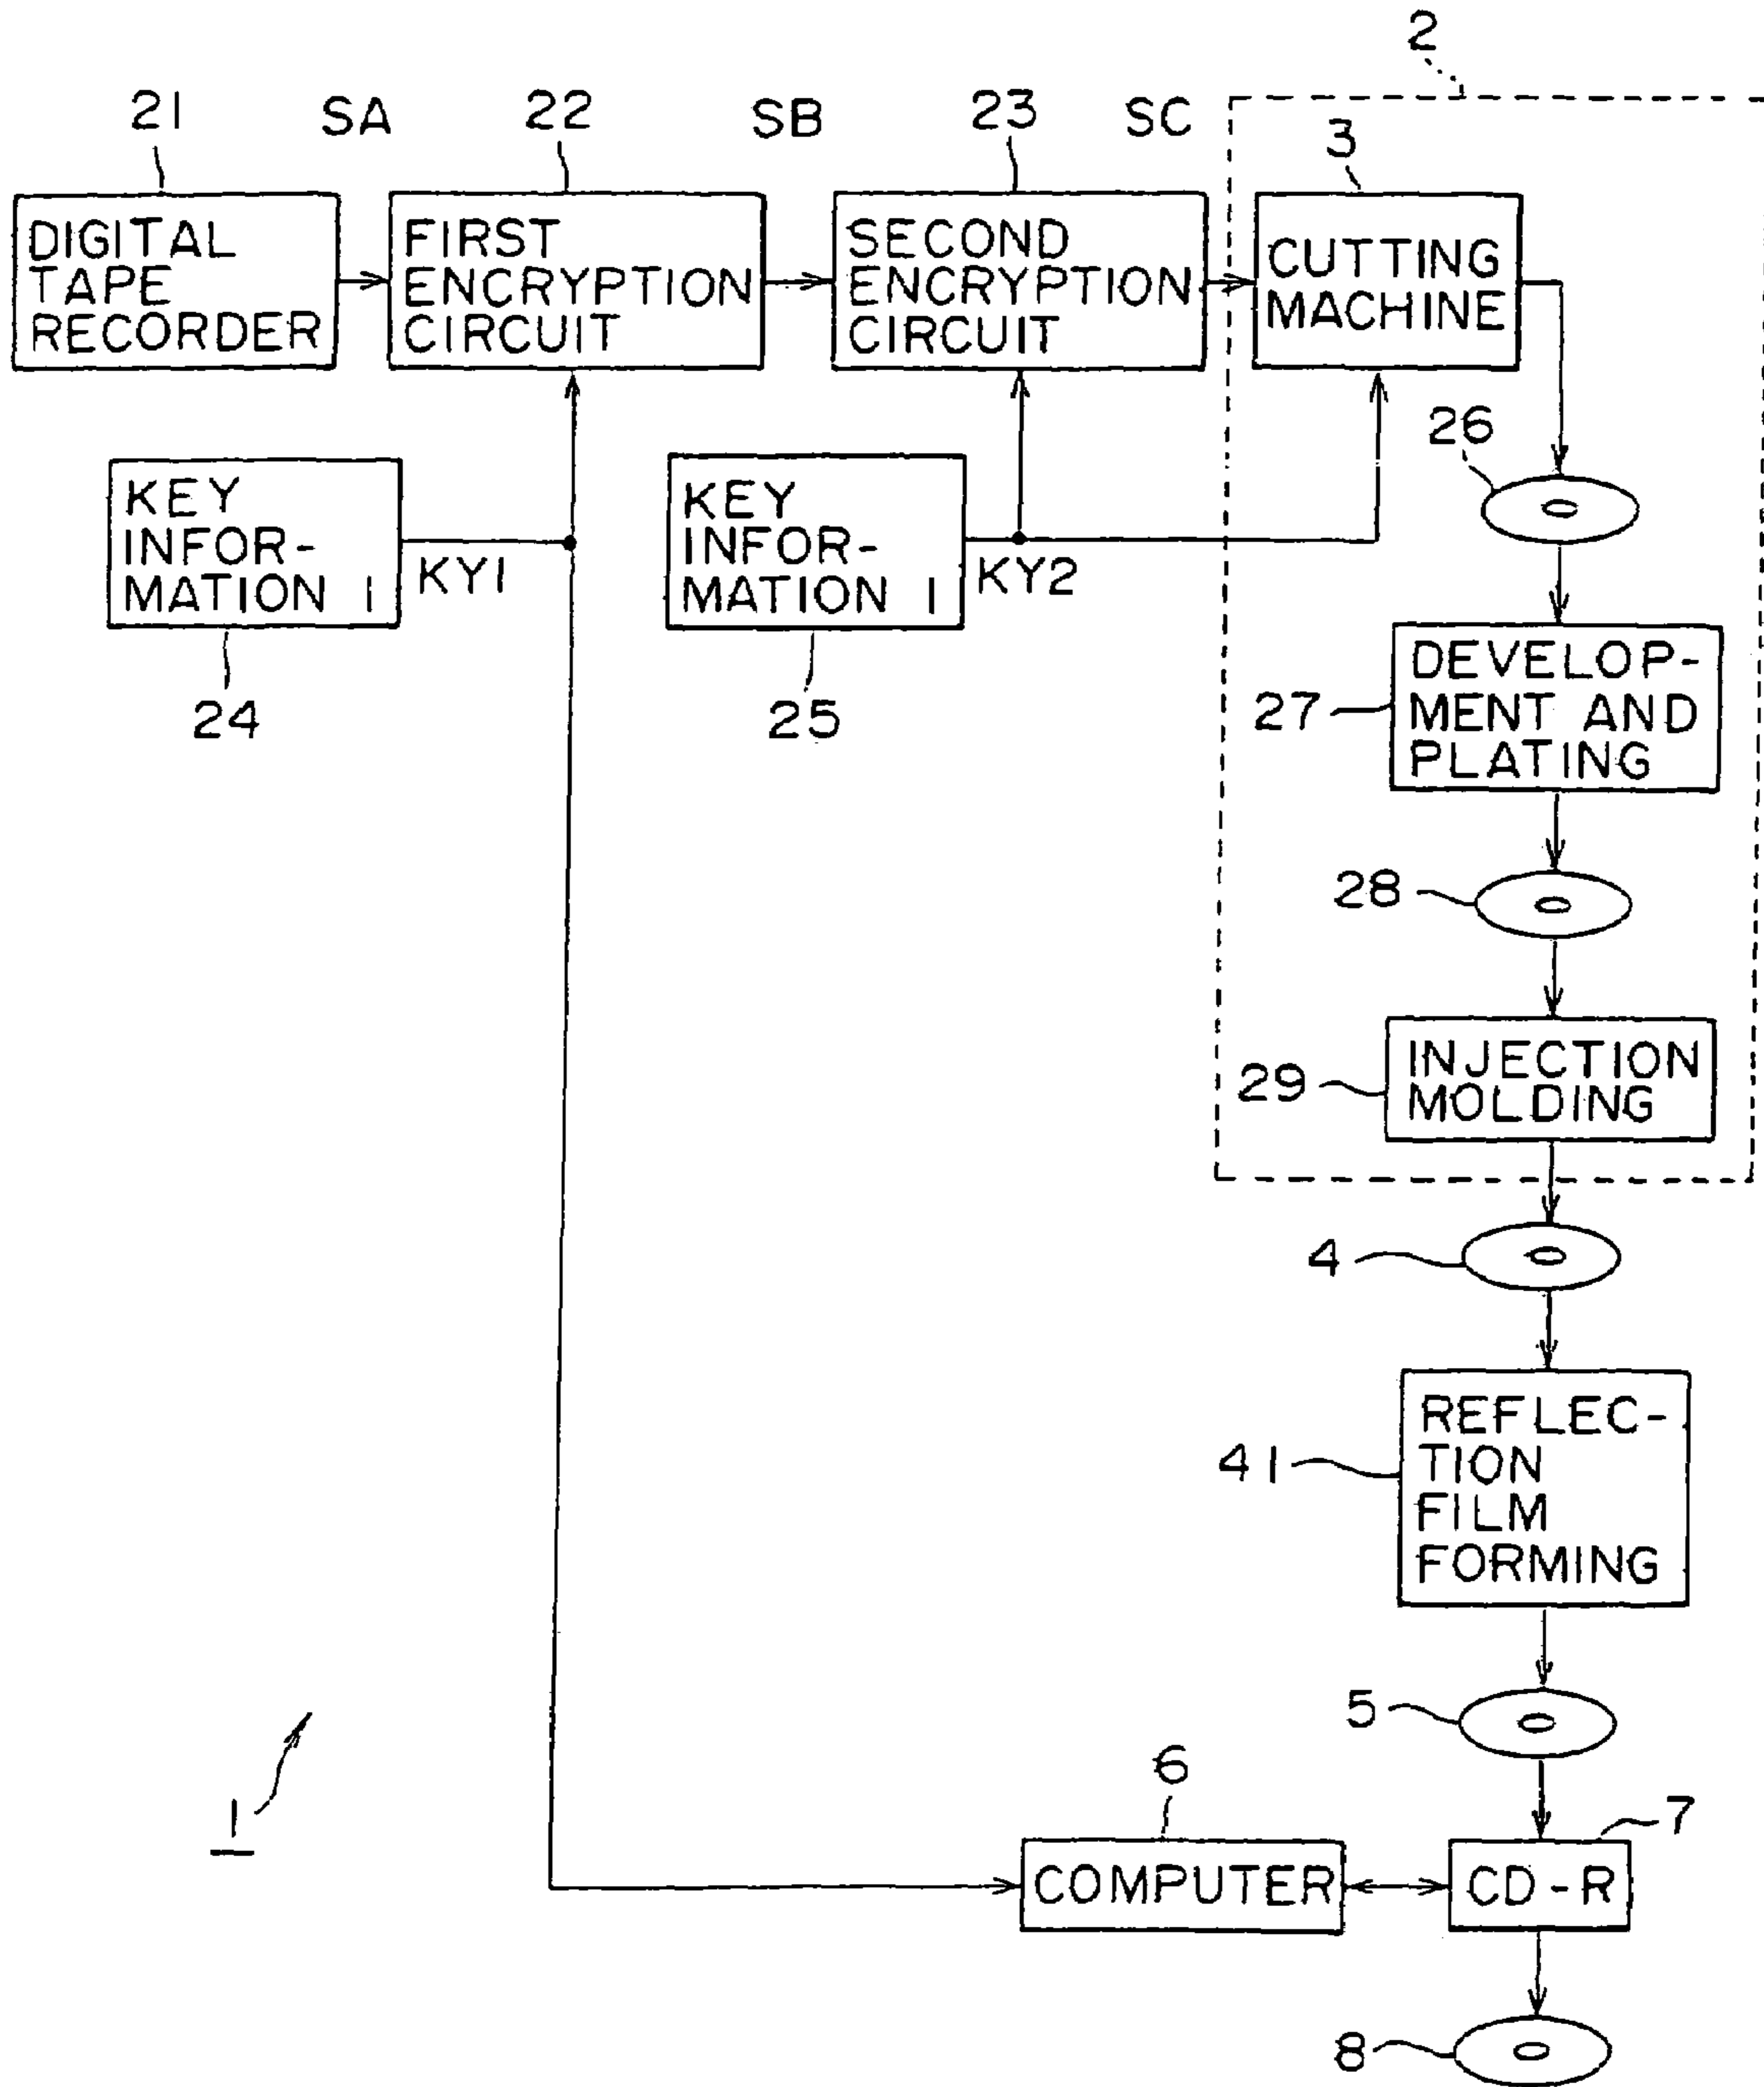 2
21 SA 22 SB 23 SC
3
DIGITAL
TAPE
RECORDER
FIRST
ENCRYPTION
CIRCUIT
SECOND
ENCRYPTION
CIRCUIT
CUTTING
MACHINE
26
KEY
INFOR-
MATION 1
KY1
KEY
INFOR-
MATION 1
KY2
24
25
27
DEVELOP-
MENT AND
PLATING
28
29
INJECTION
MOLDING
4
41
REFLEC-
TION
FILM
FORMING
5
6
7
1
COMPUTER
CD-R
8